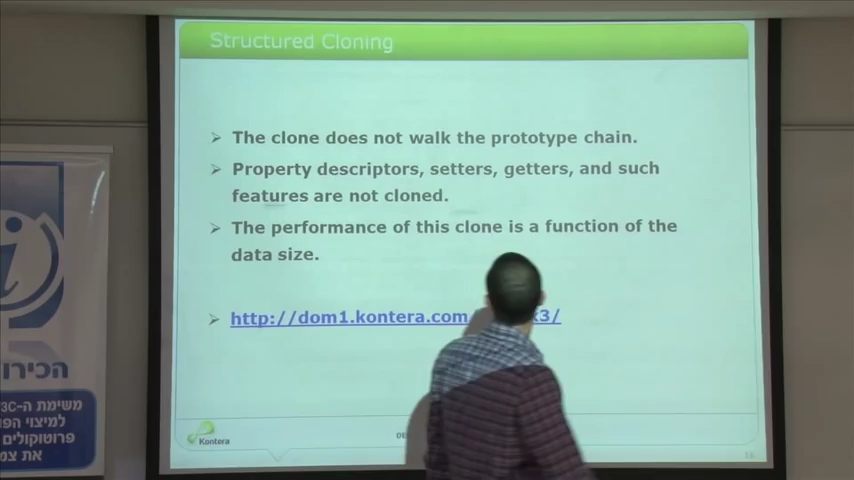 Structured Cloning
The clone does not walk the prototype chain.
Property descriptors, setters, getters, and such
features are not cloned.
The performance of this clone is a function of the
data size.
http://dom1.kontera.com
3/
Kontera
הכירו
משימת ה-W3C
למיצוי
פרוטוקולים
את